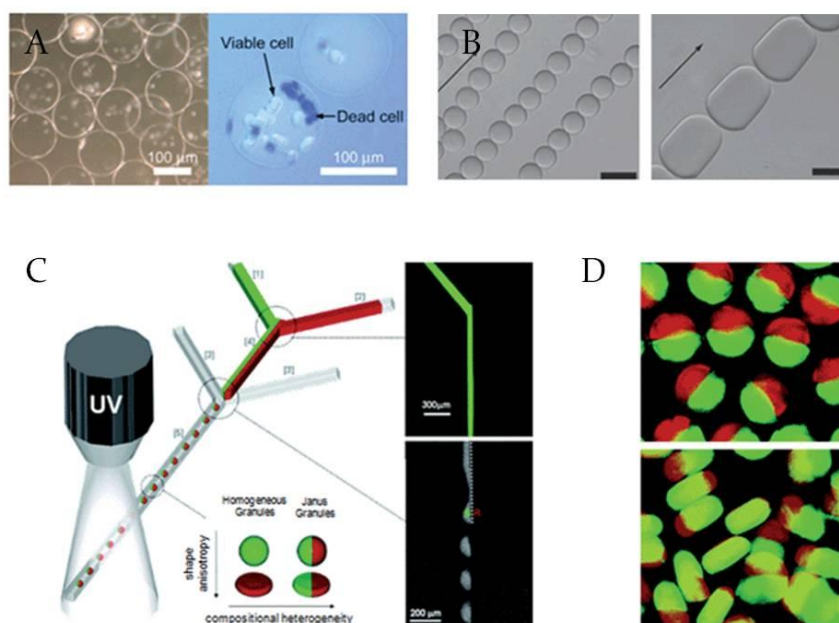 A
Viable cell
Dead cell
100 μm
100 μm
B
C
[1]
[2]
[4]
[3]
[3]
[5]
UV
300μm
Homogeneous
Granules
Janus
Granules
shape
anisotropy
compositional heterogeneity
200 μm
D